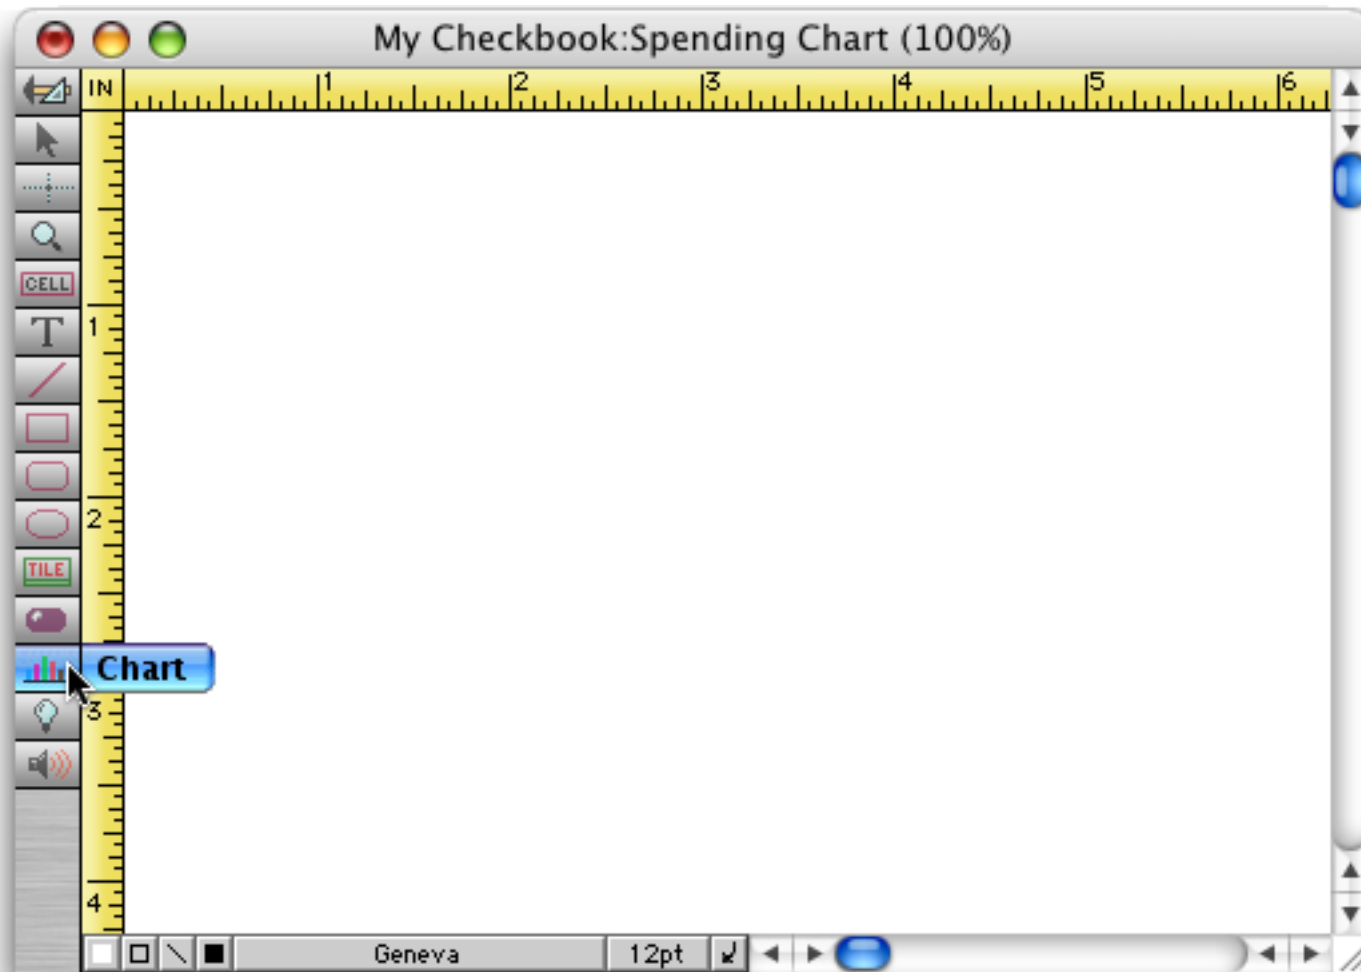 My Checkbook:Spending Chart (100%)
IN 1 2 3 4 5 6
CELL
T
1
2
TILE
Chart
3
4
Geneva 12pt